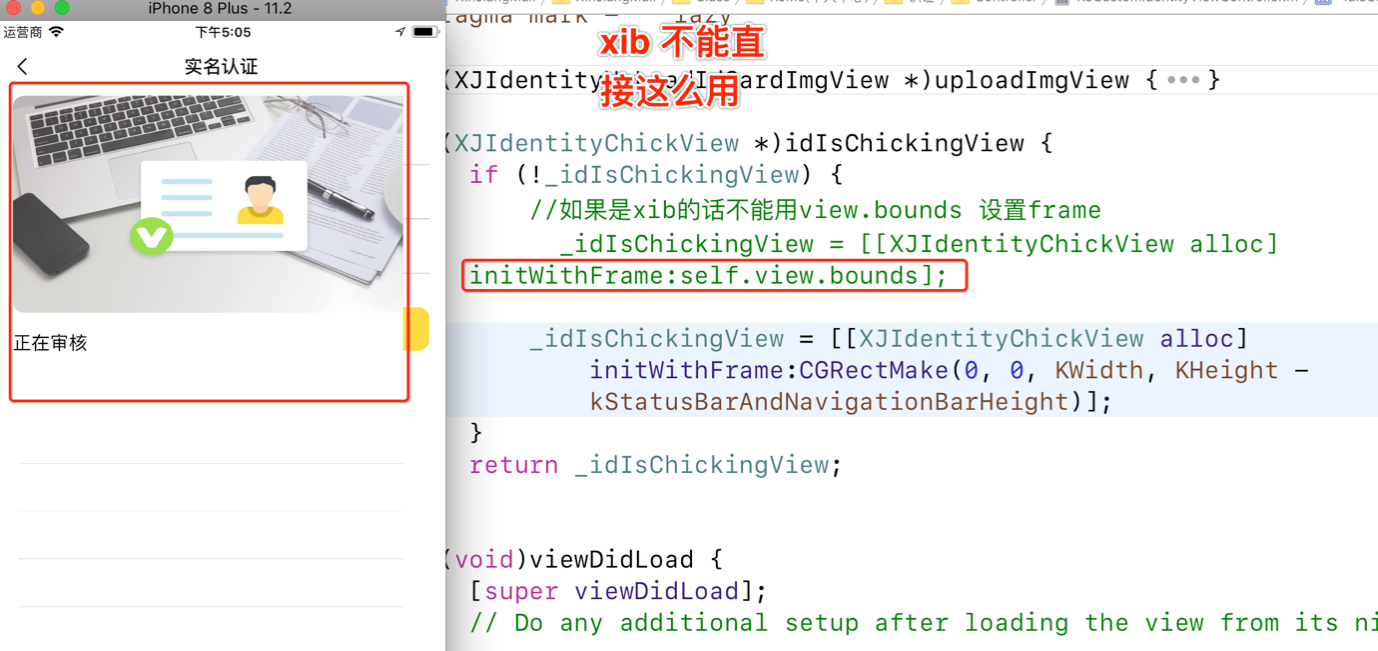 iPhone 8 Plus - 11.2
运营商
下午5:05
实名认证
正在审核
xib 不能直
接这么用
*)uploadImgView { ••• }
(XJIdentityChickView *)idIsChickingView {
if (!_idIsChickingView) {
//如果是xib的话不能用view.bounds 设置frame
_idIsChickingView = [[XJIdentityChickView alloc]
initWithFrame:self.view.bounds];
_idIsChickingView = [[XJIdentityChickView alloc]
initWithFrame:CGRectMake(0, 0, KWidth, KHeight -
kStatusBarAndNavigationBarHeight)];
}
return _idIsChickingView;
(void)viewDidLoad {
[super viewDidLoad];
// Do any additional setup after loading the view from its ni